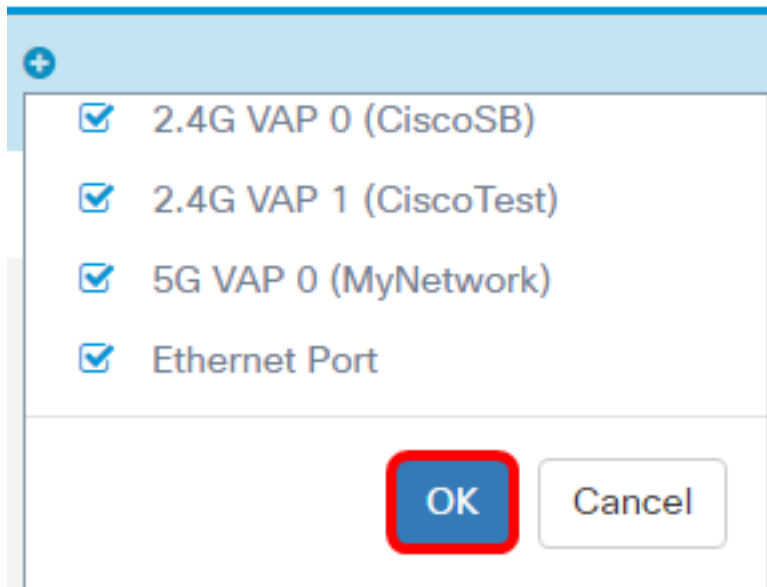 2.4G VAP 0 (CiscoSB)
2.4G VAP 1 (CiscoTest)
5G VAP 0 (MyNetwork)
Ethernet Port
OK
Cancel